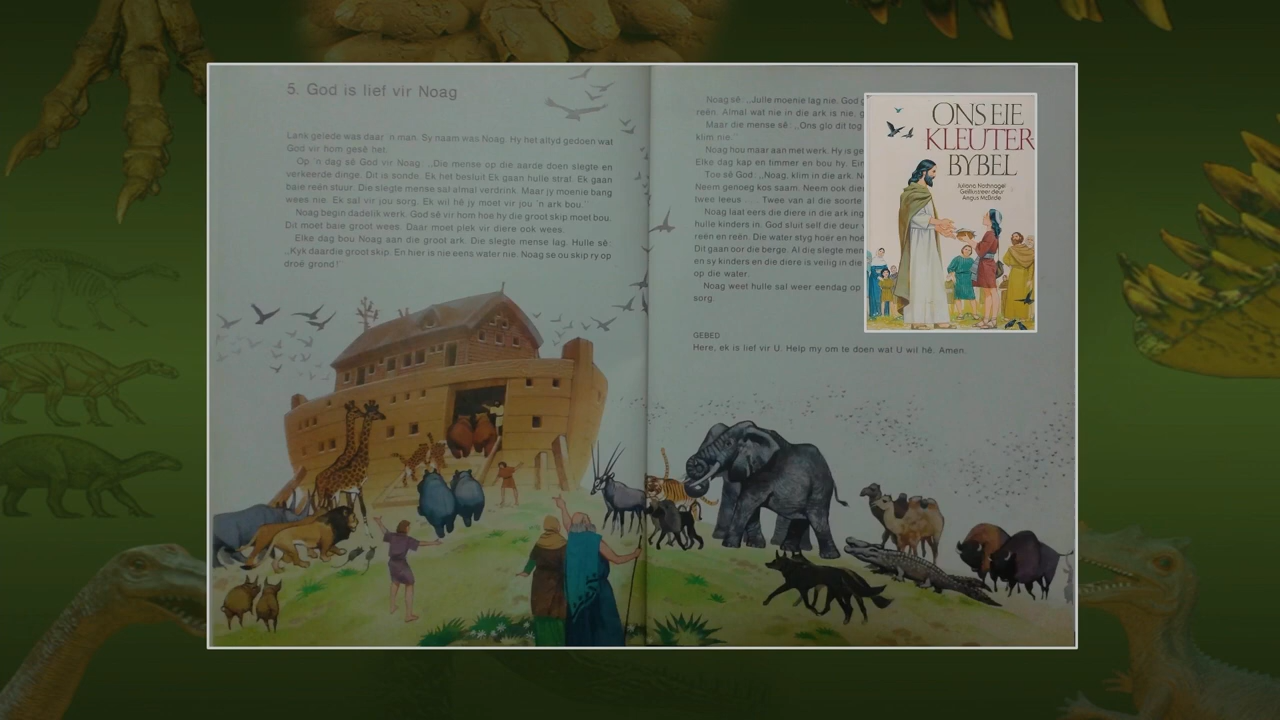 5. God is lief vir Noag
Lank gelede was daar 'n man. Sy naam was Noag. Hy het altyd gedoen wat
God vir hom gesê het.
Op 'n dag sê God vir Noag: ,,Die mense op die aarde doen slegte en
verkeerde dinge. Dit is sonde. Ek het besluit Ek gaan hulle straf. Ek gaan
baie reën stuur. Die slegte mense sal almal verdrink. Maar jy moenie bang
wees nie. Ek sal vir jou sorg. Ek wil hê jy moet vir jou 'n ark bou.''
Noag begin dadelik werk. God sê vir hom hoe hy die groot skip moet bou,
Dit moet baie groot wees. Daar moet plek vir diere ook wees.
Elke dag bou Noag aan die groot ark. Die slegte mense lag. Hulle sê:
,,Kyk daardie groot skip. En hier is nie eens water nie. Noag se ou skip ry op
droë grond!''
Noag sê: ,,Julle moenie lag nie. God
reën. Almal wat nie in die ark is nie,
Maar die mense sê: ,,Ons glo dit tog
klim nie.''
Noag hou maar aan met werk. Hy is
Elke dag kap en timmer en bou hy.
Toe sê God: ,,Noag, klim in die ark.
Neem genoeg kos saam. Neem ook
twee leeus ..... Twee van al die soorte
Noag laat eers die diere in die ark
hulle kinders in. God sluit self die deur
reën en reën. Die water styg hoër en
Dit gaan oor die berge. Al die slegte
en sy kinders en die diere is veilig in die
op die water.
Noag weet hulle sal weer eendag op
sorg.
GEBED
Here, ek is lief vir U. Help my om te doen wat U wil hê. Amen.
ONS EIE
KLEUTER
BYBEL
Juliana Nothnagel
Geïllustreer deur
Angus McBride